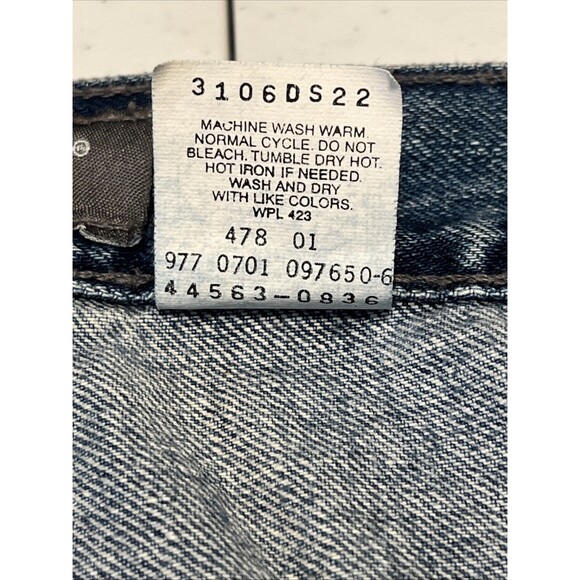 3106DS22
MACHINE WASH WARM.
NORMAL CYCLE. DO NOT
BLEACH. TUMBLE DRY HOT.
HOT IRON IF NEEDED.
WASH AND DRY
WITH LIKE COLORS.
WPL 423
478 01
977 0701 097650-6
44563-0836
®